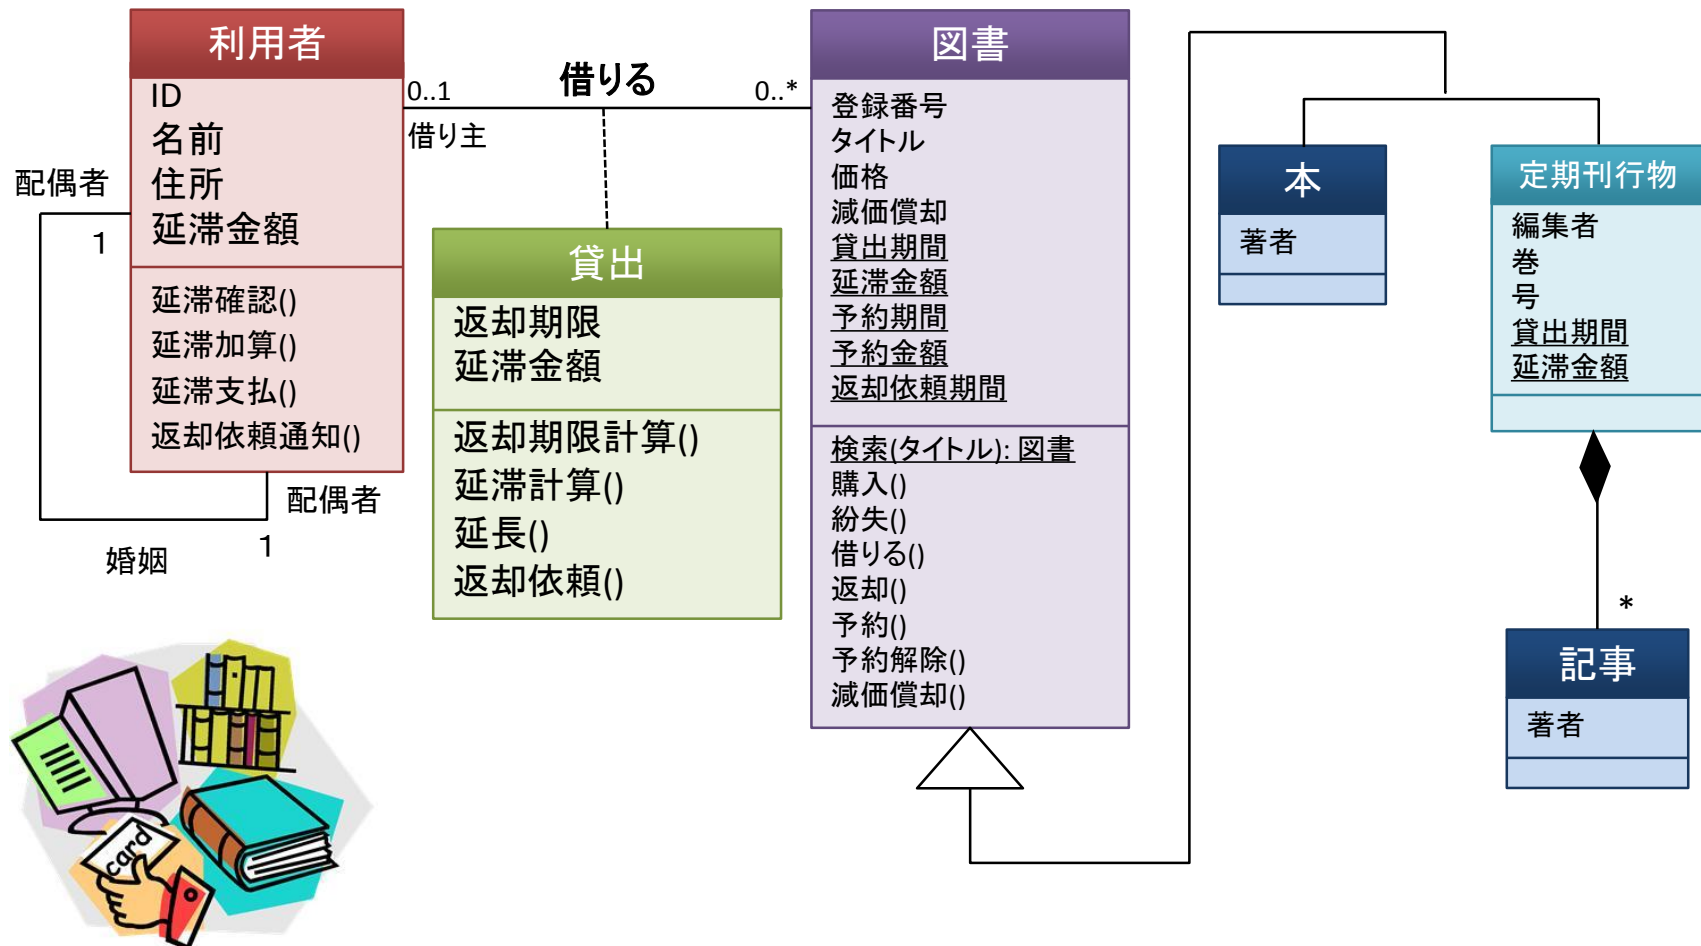 利用者
ID
名前
住所
延滞金額
延滞確認()
延滞加算()
延滞支払()
返却依頼通知()
配偶者
1
配偶者
1
婚姻
0..1
借りる
0..*
借り主
貸出
返却期限
延滞金額
返却期限計算()
延滞計算()
延長()
返却依頼()
図書
登録番号
タイトル
価格
減価償却
貸出期間
延滞金額
予約期間
予約金額
返却依頼期間
検索(タイトル): 図書
購入()
紛失()
借りる()
返却()
予約()
予約解除()
減価償却()
本
著者
定期刊行物
編集者
巻
号
貸出期間
延滞金額
*
記事
著者
card